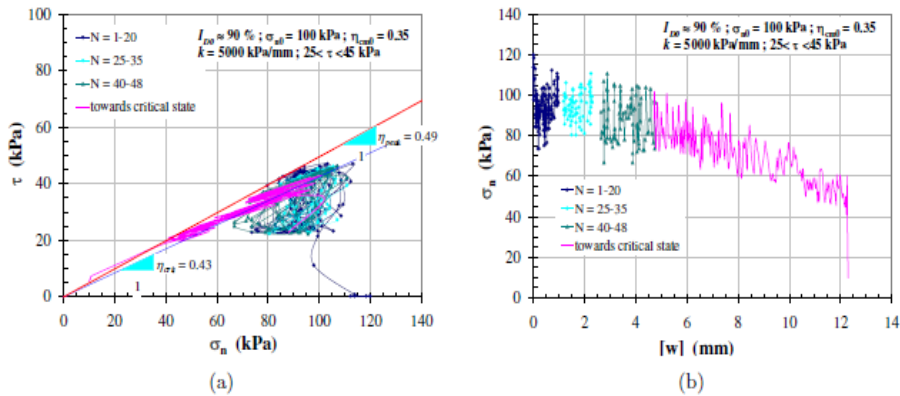 I_D0 ≈ 90 % ; σ_n0 = 100 kPa ; η_cm0 = 0.35
k = 5000 kPa/mm ; 25< τ <45 kPa
N = 1-20
N = 25-35
N = 40-48
towards critical state
η_peak = 0.49
1
η_crit = 0.43
1
τ (kPa)
100
80
60
40
20
0
0 20 40 60 80 100 120 140
σ_n (kPa)
(a)
I_D0 ≈ 90 % ; σ_n0 = 100 kPa ; η_cm0 = 0.35
k = 5000 kPa/mm ; 25< τ <45 kPa
N = 1-20
N = 25-35
N = 40-48
towards critical state
σ_n (kPa)
140
120
100
80
60
40
20
0
0 2 4 6 8 10 12 14
[w] (mm)
(b)